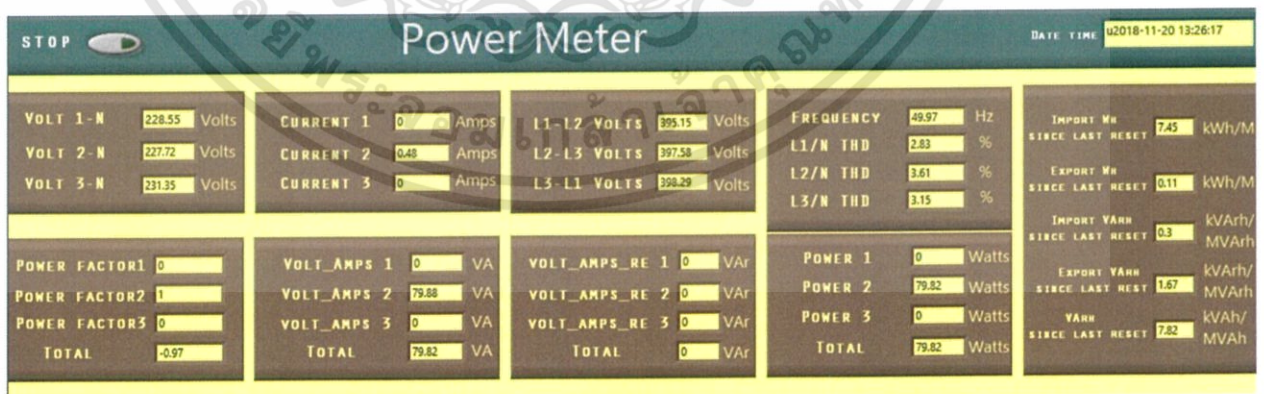 STOP
Power Meter
DATE TIME u2018-11-20 13:26:17
VOLT 1-N 228.55 Volts
VOLT 2-N 227.72 Volts
VOLT 3-N 231.35 Volts
CURRENT 1 0 Amps
CURRENT 2 0.48 Amps
CURRENT 3 0 Amps
L1-L2 VOLTS 395.15 Volts
L2-L3 VOLTS 397.58 Volts
L3-L1 VOLTS 398.29 Volts
FREQUENCY 49.97 Hz
L1/N THD 2.83 %
L2/N THD 3.61 %
L3/N THD 3.15 %
IMPORT WH
SINCE LAST RESET 7.45 kWh/M
EXPORT WH
SINCE LAST RESET 0.11 kWh/M
IMPORT VARH
SINCE LAST RESET 0.3 kVArh/
MVArh
EXPORT VARH
SINCE LAST REST 1.67 kVArh/
MVArh
VARH
SINCE LAST RESET 7.82 kVAh/
MVAh
POWER FACTOR1 0
POWER FACTOR2 1
POWER FACTOR3 0
TOTAL -0.97
VOLT_AMPS 1 0 VA
VOLT_AMPS 2 79.88 VA
VOLT_AMPS 3 0 VA
TOTAL 79.82 VA
VOLT_AMPS_RE 1 0 VAr
VOLT_AMPS_RE 2 0 VAr
VOLT_AMPS_RE 3 0 VAr
TOTAL 0 VAr
POWER 1 0 Watts
POWER 2 79.82 Watts
POWER 3 0 Watts
TOTAL 79.82 Watts